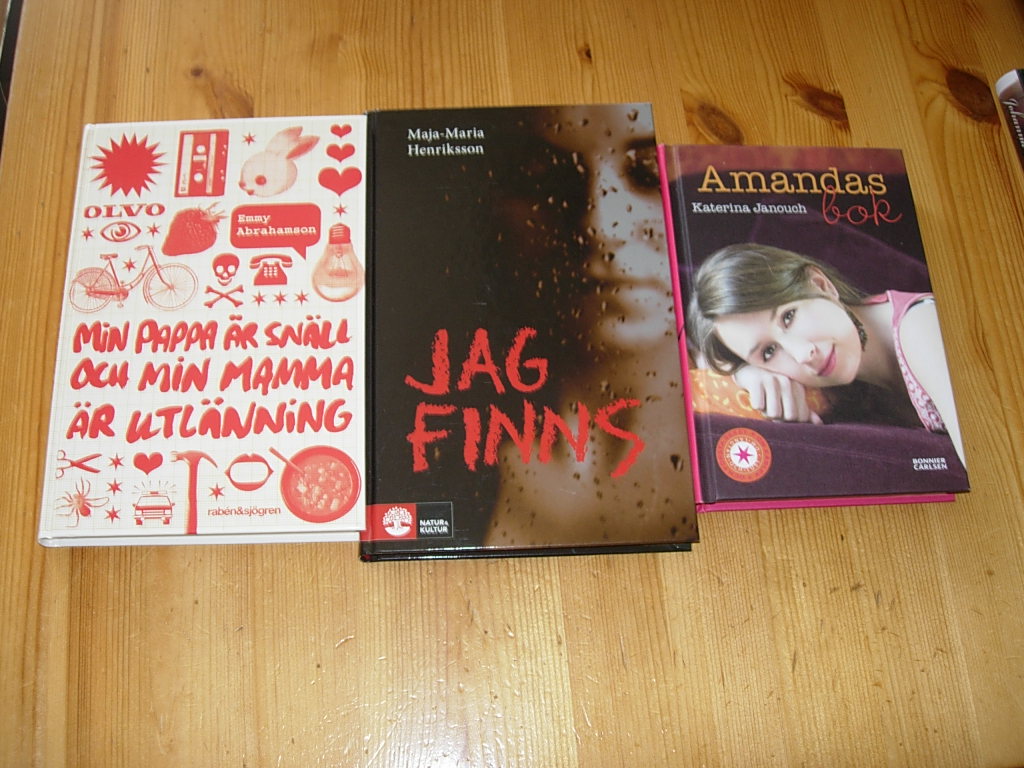 OLVO
Emmy
Abrahamson
MIN PAPPA ÄR SNÄLL
OCH MIN MAMMA
ÄR UTLÄNNING
rabén&sjögren
Maja-Maria
Henriksson
JAG
FINNS
NATUR&
KULTUR
Amandas
bok
Katerina Janouch
BONNIER
CARLSEN